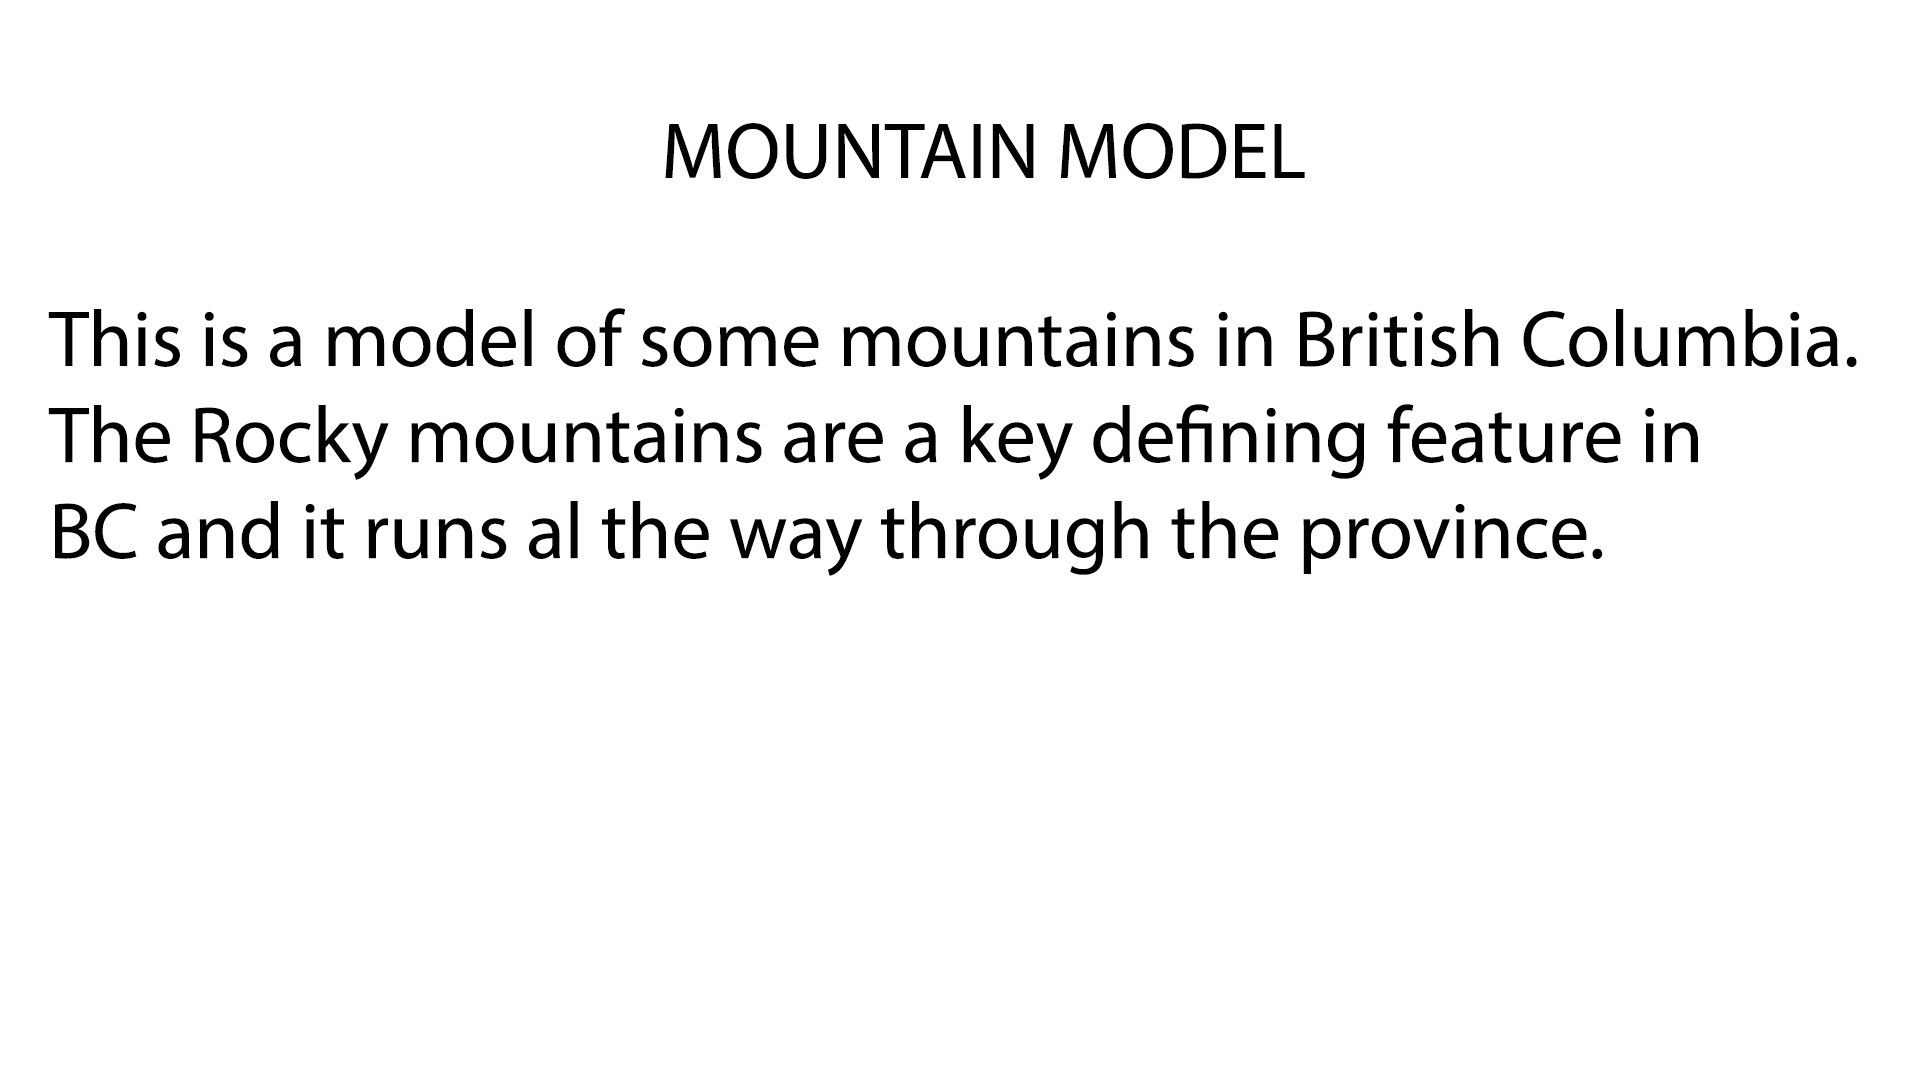 MOUNTAIN MODEL
This is a model of some mountains in British Columbia.
The Rocky mountains are a key defining feature in
BC and it runs al the way through the province.